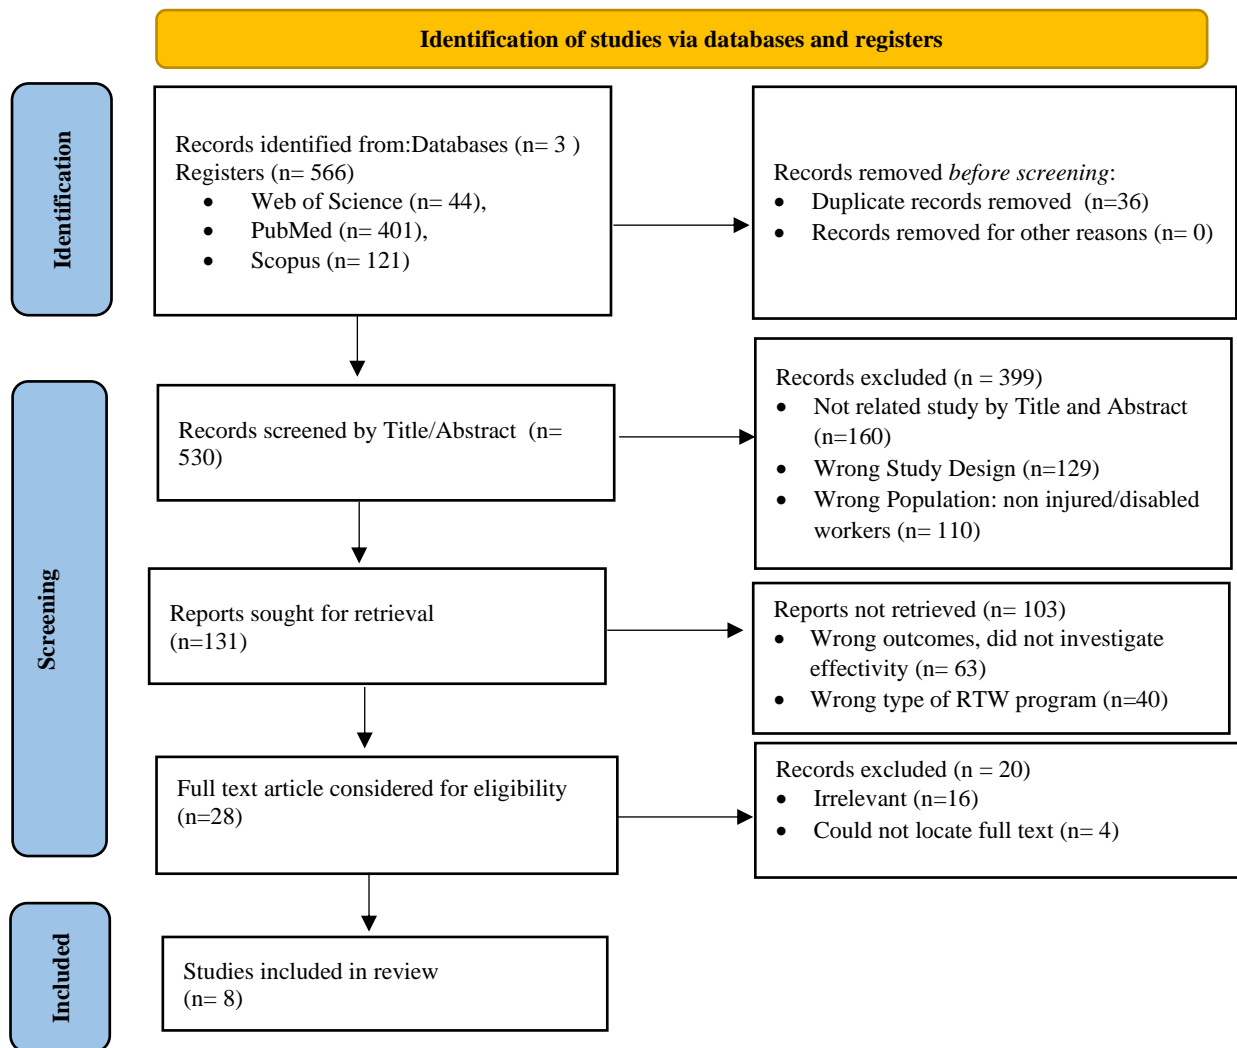 Identification of studies via databases and registers
Identification
Records identified from:Databases (n= 3 )
Registers (n= 566)
• Web of Science (n= 44),
• PubMed (n= 401),
• Scopus (n= 121)
Records removed before screening:
• Duplicate records removed (n=36)
• Records removed for other reasons (n= 0)
Screening
Records screened by Title/Abstract (n=
530)
Records excluded (n = 399)
• Not related study by Title and Abstract
(n=160)
• Wrong Study Design (n=129)
• Wrong Population: non injured/disabled
workers (n= 110)
Reports sought for retrieval
(n=131)
Reports not retrieved (n= 103)
• Wrong outcomes, did not investigate
effectivity (n= 63)
• Wrong type of RTW program (n=40)
Full text article considered for eligibility
(n=28)
Records excluded (n = 20)
• Irrelevant (n=16)
• Could not locate full text (n= 4)
Included
Studies included in review
(n= 8)